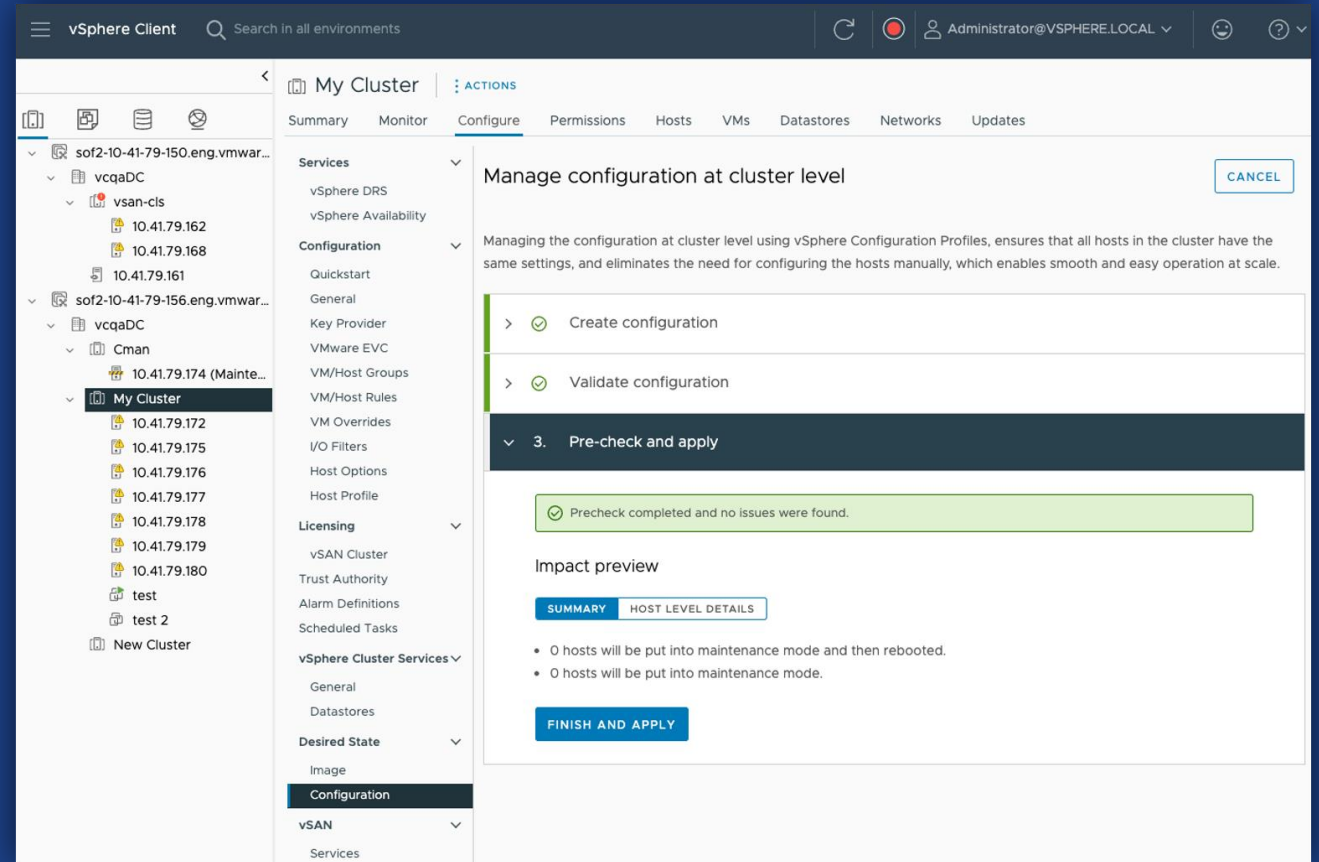 vSphere Client
Search in all environments
Administrator@VSPHERE.LOCAL
My Cluster
ACTIONS
Summary Monitor Configure Permissions Hosts VMs Datastores Networks Updates
sof2-10-41-79-150.eng.vmwar...
vcqaDC
vsan-cls
10.41.79.162
10.41.79.168
10.41.79.161
sof2-10-41-79-156.eng.vmwar...
vcqaDC
Cman
10.41.79.174 (Mainte...
My Cluster
10.41.79.172
10.41.79.175
10.41.79.176
10.41.79.177
10.41.79.178
10.41.79.179
10.41.79.180
test
test 2
New Cluster
Services
vSphere DRS
vSphere Availability
Configuration
Quickstart
General
Key Provider
VMware EVC
VM/Host Groups
VM/Host Rules
VM Overrides
I/O Filters
Host Options
Host Profile
Licensing
vSAN Cluster
Trust Authority
Alarm Definitions
Scheduled Tasks
vSphere Cluster Services
General
Datastores
Desired State
Image
Configuration
vSAN
Services
Manage configuration at cluster level
CANCEL
Managing the configuration at cluster level using vSphere Configuration Profiles, ensures that all hosts in the cluster have the
same settings, and eliminates the need for configuring the hosts manually, which enables smooth and easy operation at scale.
Create configuration
Validate configuration
3. Pre-check and apply
Precheck completed and no issues were found.
Impact preview
SUMMARY HOST LEVEL DETAILS
• 0 hosts will be put into maintenance mode and then rebooted.
• 0 hosts will be put into maintenance mode.
FINISH AND APPLY